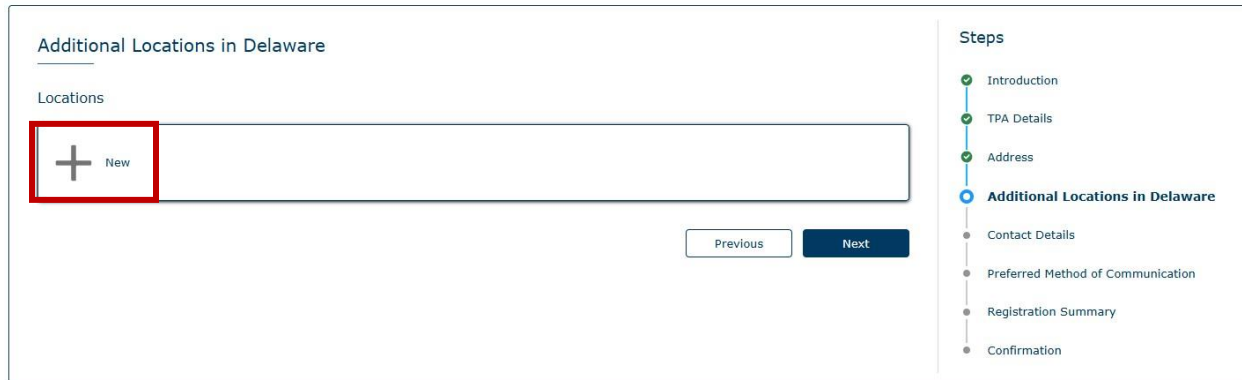 Additional Locations in Delaware
Locations
New
Previous
Next
Steps
Introduction
TPA Details
Address
Additional Locations in Delaware
Contact Details
Preferred Method of Communication
Registration Summary
Confirmation